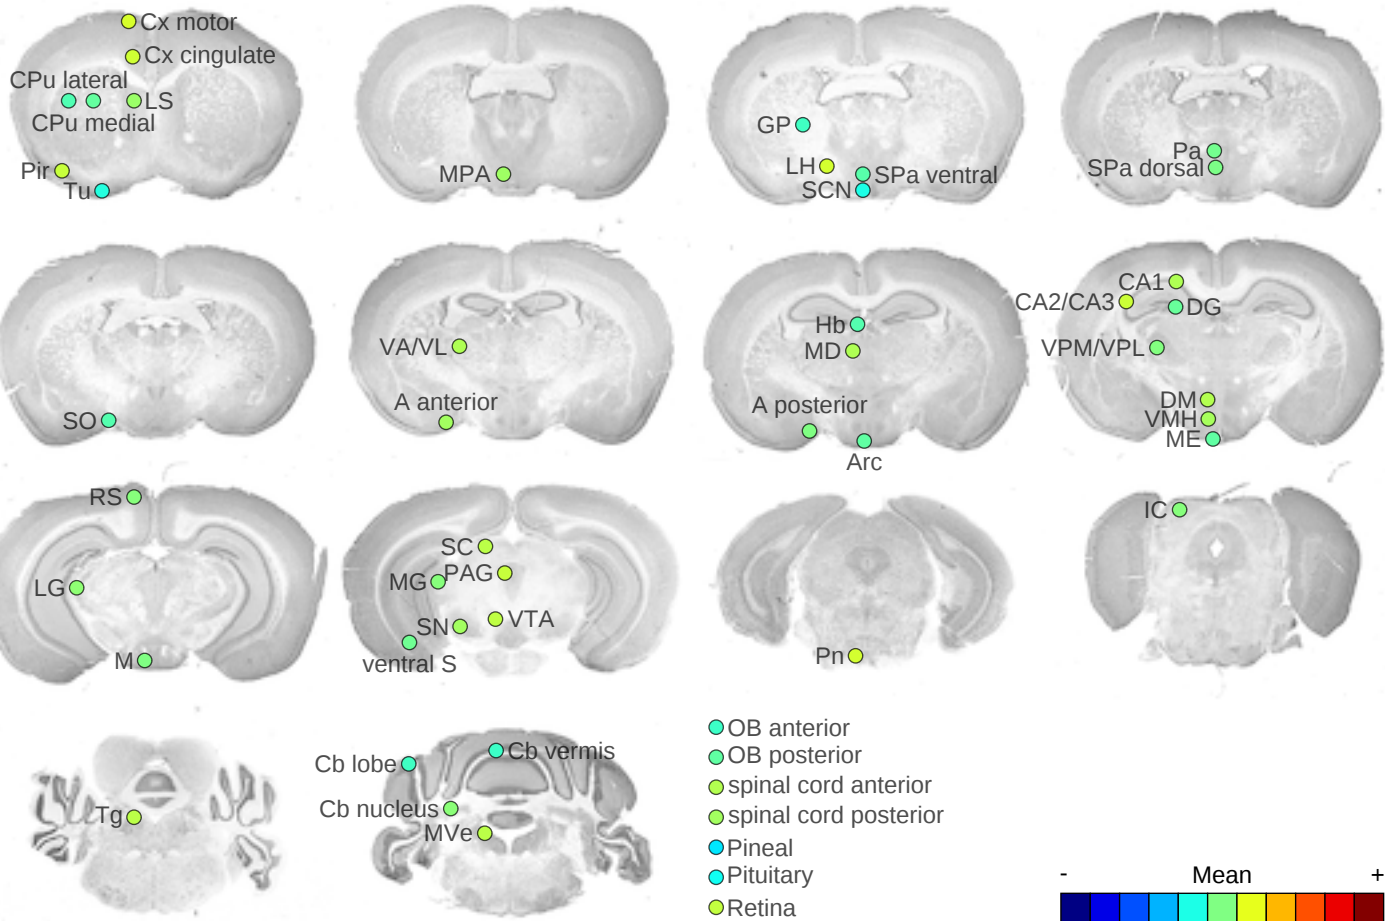 Cx motor
Cx cingulate
CPu lateral
LS
CPu medial
Pir
Tu
MPA
GP
LH
SPa ventral
SCN
Pa
SPa dorsal
SO
VA/VL
A anterior
Hb
MD
A posterior
Arc
CA1
CA2/CA3
DG
VPM/VPL
DM
VMH
ME
RS
LG
M
SC
PAG
MG
VTA
SN
ventral S
Pn
IC
Tg
Cb vermis
Cb lobe
Cb nucleus
MVe
OB anterior
OB posterior
spinal cord anterior
spinal cord posterior
Pineal
Pituitary
Retina
- Mean +